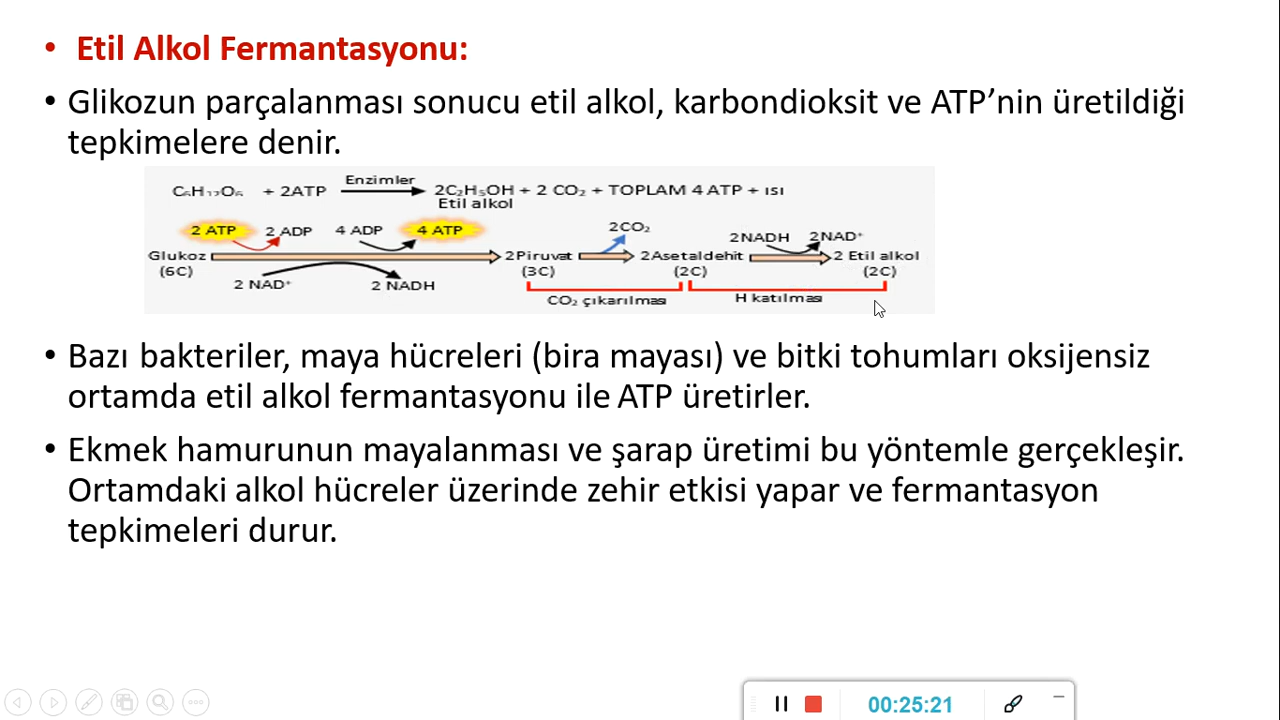 • Etil Alkol Fermantasyonu:
• Glikozun parçalanması sonucu etil alkol, karbondioksit ve ATP’nin üretildiği
tepkimelere denir.
C₆H₁₂O₆ + 2ATP Enzimler 2C₂H₅OH + 2 CO₂ + TOPLAM 4 ATP + ısı
Etil alkol
2 ATP 2 ADP 4 ADP 4 ATP 2CO₂ 2NADH 2NAD⁺
Glukoz 2Piruvat 2Asetaldehit 2 Etil alkol
(6C) (3C) (2C) (2C)
2 NAD⁺ 2 NADH
CO₂ çıkarılması H katılması
• Bazı bakteriler, maya hücreleri (bira mayası) ve bitki tohumları oksijensiz
ortamda etil alkol fermantasyonu ile ATP üretirler.
• Ekmek hamurunun mayalanması ve şarap üretimi bu yöntemle gerçekleşir.
Ortamdaki alkol hücreler üzerinde zehir etkisi yapar ve fermantasyon
tepkimeleri durur.
00:25:21